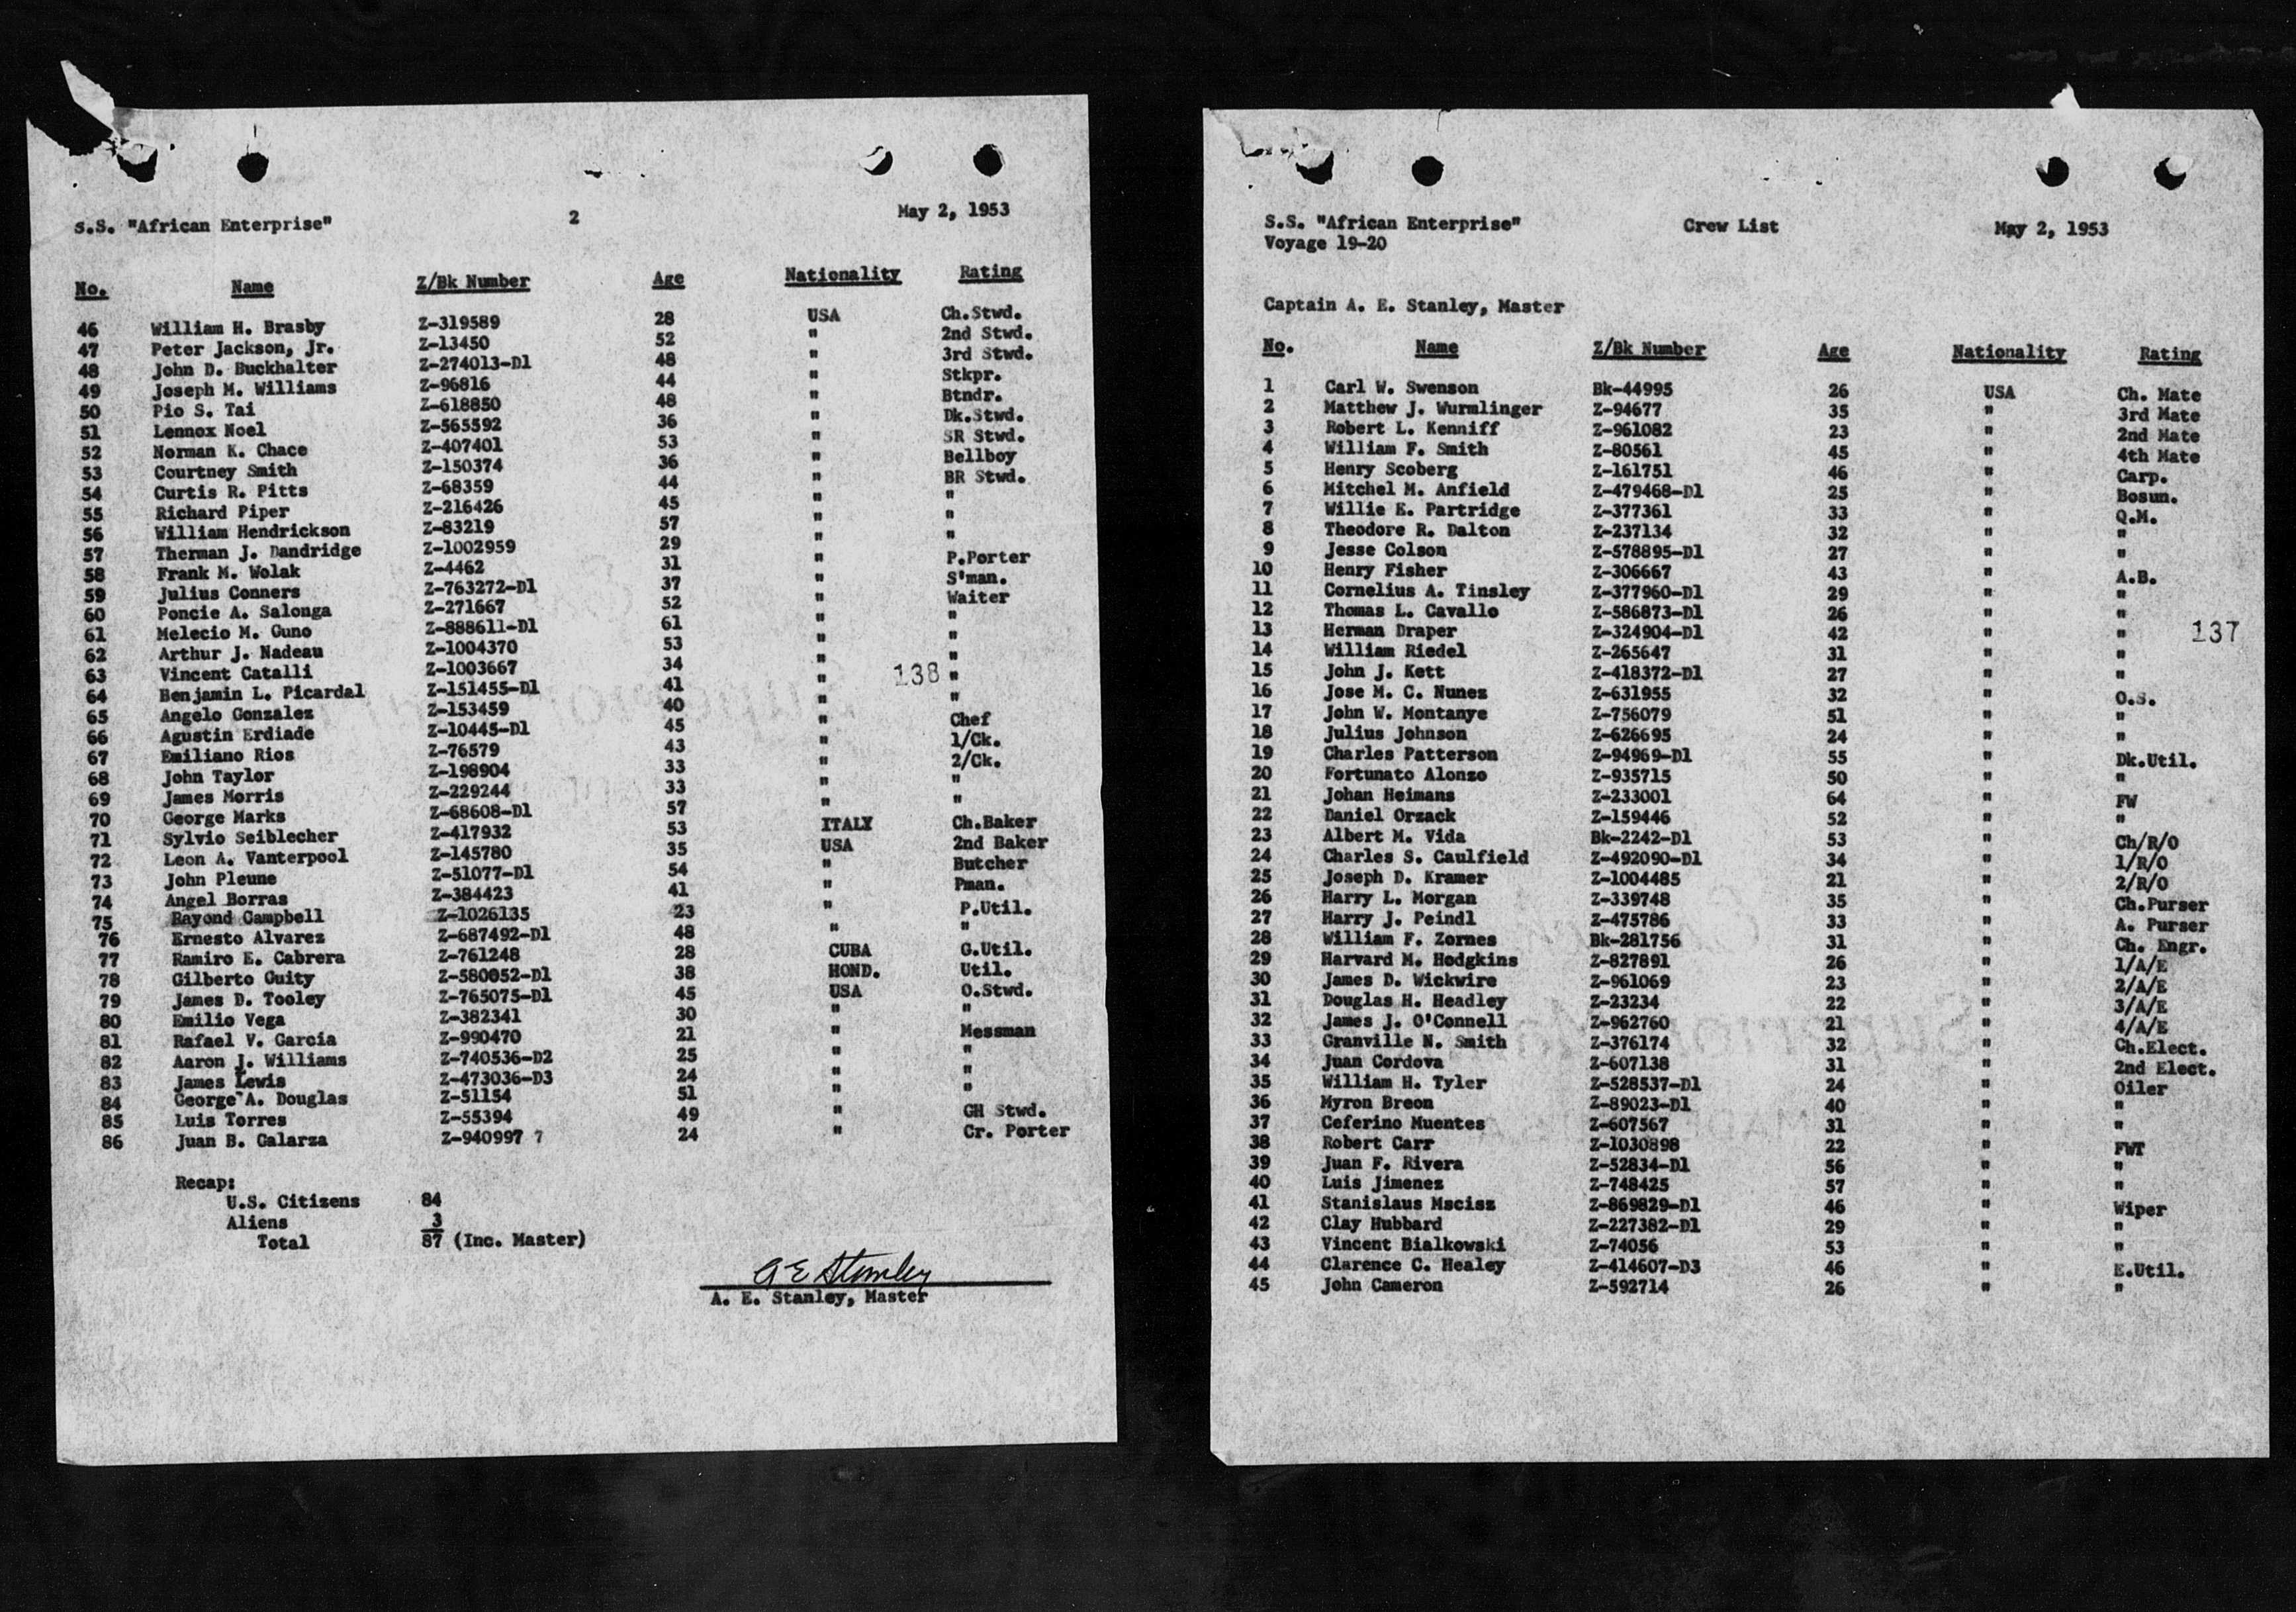 S.S. "African Enterprise" 2 May 2, 1953
No. Name Z/Bk Number Age Nationality Rating
46 William H. Brasby Z-319589 28 USA Ch.Stwd.
47 Peter Jackson, Jr. Z-13450 52 " 2nd Stwd.
48 John D. Buckhalter Z-274013-D1 48 " 3rd Stwd.
49 Joseph M. Williams Z-96816 44 " Stkpr.
50 Pio S. Tai Z-618850 48 " Btndr.
51 Lennox Noel Z-565592 36 " Dk.Stwd.
52 Norman K. Chace Z-407401 53 " SR Stwd.
53 Courtney Smith Z-150374 36 " Bellboy
54 Curtis R. Pitts Z-68359 44 " BR Stwd.
55 Richard Piper Z-216426 45 " "
56 William Hendrickson Z-83219 57 " "
57 Therman J. Dandridge Z-1002959 29 " "
58 Frank M. Wolak Z-4462 31 " P.Porter
59 Julius Conners Z-763272-D1 37 " S'man.
60 Poncie A. Salonga Z-271667 52 " Waiter
61 Melecio M. Guno Z-888611-D1 61 " "
62 Arthur J. Nadeau Z-1004370 53 " "
63 Vincent Catalli Z-1003667 34 " 138 "
64 Benjamin L. Picardal Z-151455-D1 41 " "
65 Angelo Gonzalez Z-153459 40 " "
66 Agustin Erdiade Z-10445-D1 45 " Chef
67 Emiliano Rios Z-76579 43 " 1/Ck.
68 John Taylor Z-198904 33 " 2/Ck.
69 James Morris Z-229244 33 " "
70 George Marks Z-68608-D1 57 " "
71 Sylvio Seiblecher Z-417932 53 ITALY Ch.Baker
72 Leon A. Vanterpool Z-145780 35 USA 2nd Baker
73 John Pleune Z-51077-D1 54 " Butcher
74 Angel Borras Z-384423 41 " Pman.
75 Rayond Campbell Z-1026135 23 " P.Util.
76 Ernesto Alvarez Z-687492-D1 48 " "
77 Ramiro E. Cabrera Z-761248 28 CUBA G.Util.
78 Gilberto Guity Z-580052-D1 38 HOND. Util.
79 James D. Tooley Z-765075-D1 45 USA O.Stwd.
80 Emilio Vega Z-382341 30 " "
81 Rafael V. Garcia Z-990470 21 " Messman
82 Aaron J. Williams Z-740536-D2 25 " "
83 James Lewis Z-473036-D3 24 " "
84 George A. Douglas Z-51154 51 " "
85 Luis Torres Z-55394 49 " GH Stwd.
86 Juan B. Galarza Z-940997 7 24 " Cr. Porter
Recap:
U.S. Citizens 84
Aliens 3
Total 87 (Inc. Master)
A E Stanley
A. E. Stanley, Master
S.S. "African Enterprise" Crew List May 2, 1953
Voyage 19-20
Captain A. E. Stanley, Master
No. Name Z/Bk Number Age Nationality Rating
1 Carl W. Swenson Bk-44995 26 USA Ch. Mate
2 Matthew J. Wurmlinger Z-94677 35 " 3rd Mate
3 Robert L. Kenniff Z-961082 23 " 2nd Mate
4 William F. Smith Z-80561 45 " 4th Mate
5 Henry Scoberg Z-161751 46 " Carp.
6 Mitchel M. Anfield Z-479468-D1 25 " Bosun.
7 Willie E. Partridge Z-377361 33 " Q.M.
8 Theodore R. Dalton Z-237134 32 " "
9 Jesse Colson Z-578895-D1 27 " "
10 Henry Fisher Z-306667 43 " A.B.
11 Cornelius A. Tinsley Z-377960-D1 29 " "
12 Thomas L. Cavallo Z-586873-D1 26 " "
13 Herman Draper Z-324904-D1 42 " " 137
14 William Riedel Z-265647 31 " "
15 John J. Kett Z-418372-D1 27 " "
16 Jose M. C. Nunez Z-631955 32 " O.S.
17 John W. Montanye Z-756079 51 " "
18 Julius Johnson Z-626695 24 " "
19 Charles Patterson Z-94969-D1 55 " Dk.Util.
20 Fortunato Alonzo Z-935715 50 " "
21 Johan Heimans Z-233001 64 " FW
22 Daniel Orzack Z-159446 52 " "
23 Albert M. Vida Bk-2242-D1 53 " Ch/R/O
24 Charles S. Caulfield Z-492090-D1 34 " 1/R/O
25 Joseph D. Kramer Z-1004485 21 " 2/R/O
26 Harry L. Morgan Z-339748 35 " Ch.Purser
27 Harry J. Peindl Z-475786 33 " A. Purser
28 William F. Zornes Bk-281756 31 " Ch. Engr.
29 Harvard M. Hodgkins Z-827891 26 " 1/A/E
30 James D. Wickwire Z-961069 23 " 2/A/E
31 Douglas H. Headley Z-23234 22 " 3/A/E
32 James J. O'Connell Z-962760 21 " 4/A/E
33 Granville N. Smith Z-376174 32 " Ch.Elect.
34 Juan Cordova Z-607138 31 " 2nd Elect.
35 William H. Tyler Z-528537-D1 24 " Oiler
36 Myron Breon Z-89023-D1 40 " "
37 Ceferino Muentes Z-607567 31 " "
38 Robert Carr Z-1030898 22 " FWT
39 Juan F. Rivera Z-52834-D1 56 " "
40 Luis Jimenez Z-748425 57 " "
41 Stanislaus Mscisz Z-869829-D1 46 " Wiper
42 Clay Hubbard Z-227382-D1 29 " "
43 Vincent Bialkowski Z-74056 53 " "
44 Clarence C. Healey Z-414607-D3 46 " E.Util.
45 John Cameron Z-592714 26 " "